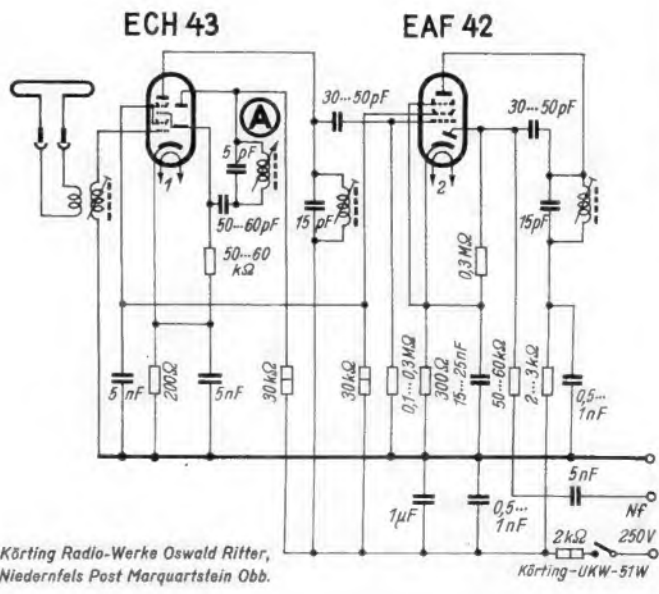 ECH 43
EAF 42
A
30...50pF
30...50pF
5 pF
1
2
50-60pF
15 pF
15pF
50...60
kΩ
0,3MΩ
5 nF
200Ω
5nF
30kΩ
30kΩ
0,1...0,3MΩ
300Ω
15...25nF
50...60kΩ
2...3kΩ
0,5...
1nF
5nF
1µF
0,5...
1nF
Nf
2kΩ
250V
Körting Radio-Werke Oswald Ritter,
Niedernfels Post Marquartstein Obb.
Körting-UKW-51W